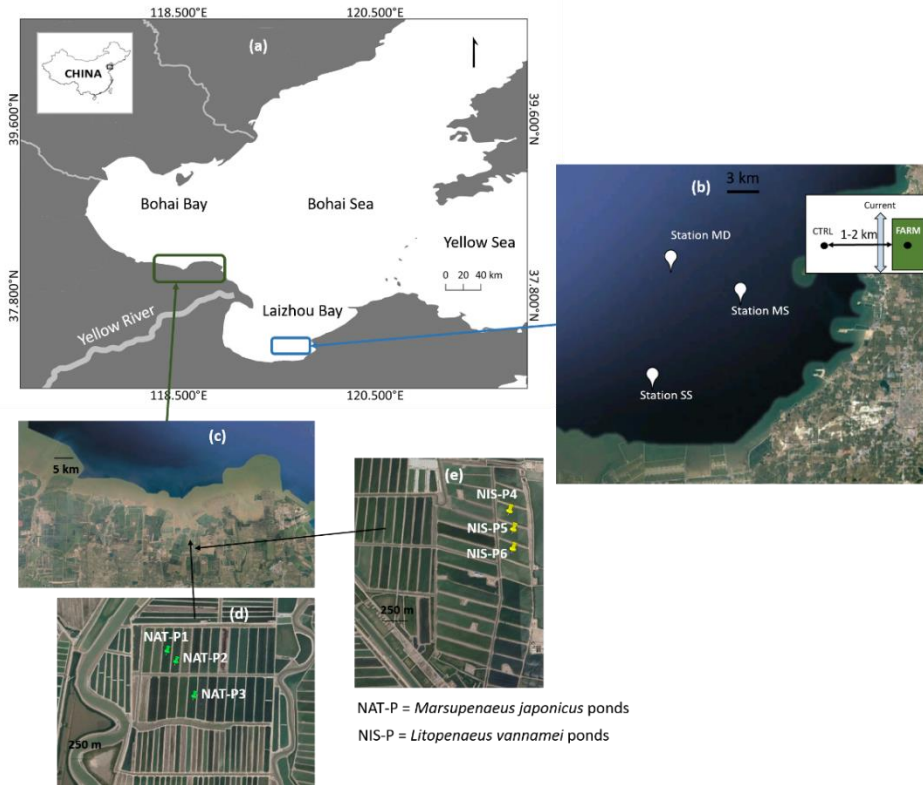 118.500°E
120.500°E
(a)
CHINA
39.600°N
39.600°N
Bohai Bay
Bohai Sea
Yellow Sea
0 20 40 km
37.800°N
37.800°N
Yellow River
Laizhou Bay
118.500°E
120.500°E
(b)
3 km
Current
CTRL
1-2 km
FARM
Station MD
Station MS
Station SS
(c)
5 km
(d)
NAT-P1
NAT-P2
NAT-P3
250 m
(e)
NIS-P4
NIS-P5
NIS-P6
250 m
NAT-P = Marsupenaeus japonicus ponds
NIS-P = Litopenaeus vannamei ponds